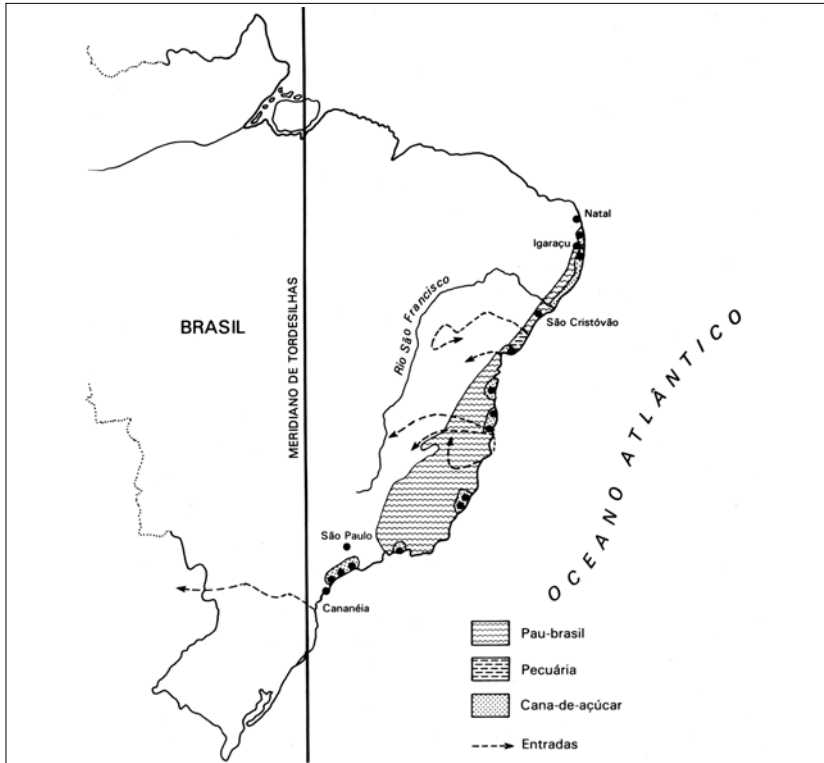 Natal
Igaraçu
Rio São Francisco
São Cristóvão
BRASIL
MERIDIANO DE TORDESILHAS
OCEANO ATLÂNTICO
São Paulo
Cananéia
Pau-brasil
Pecuária
Cana-de-açúcar
Entradas